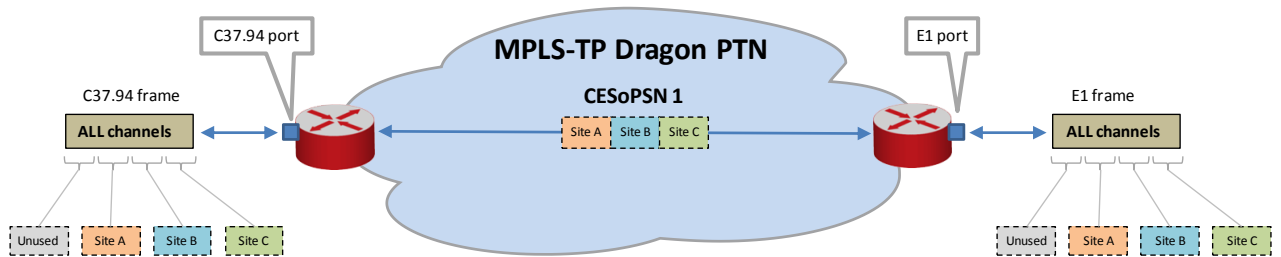 C37.94 port
MPLS-TP Dragon PTN
E1 port
C37.94 frame
CESoPSN 1
E1 frame
ALL channels
Site A Site B Site C
ALL channels
Unused Site A Site B Site C
Unused Site A Site B Site C